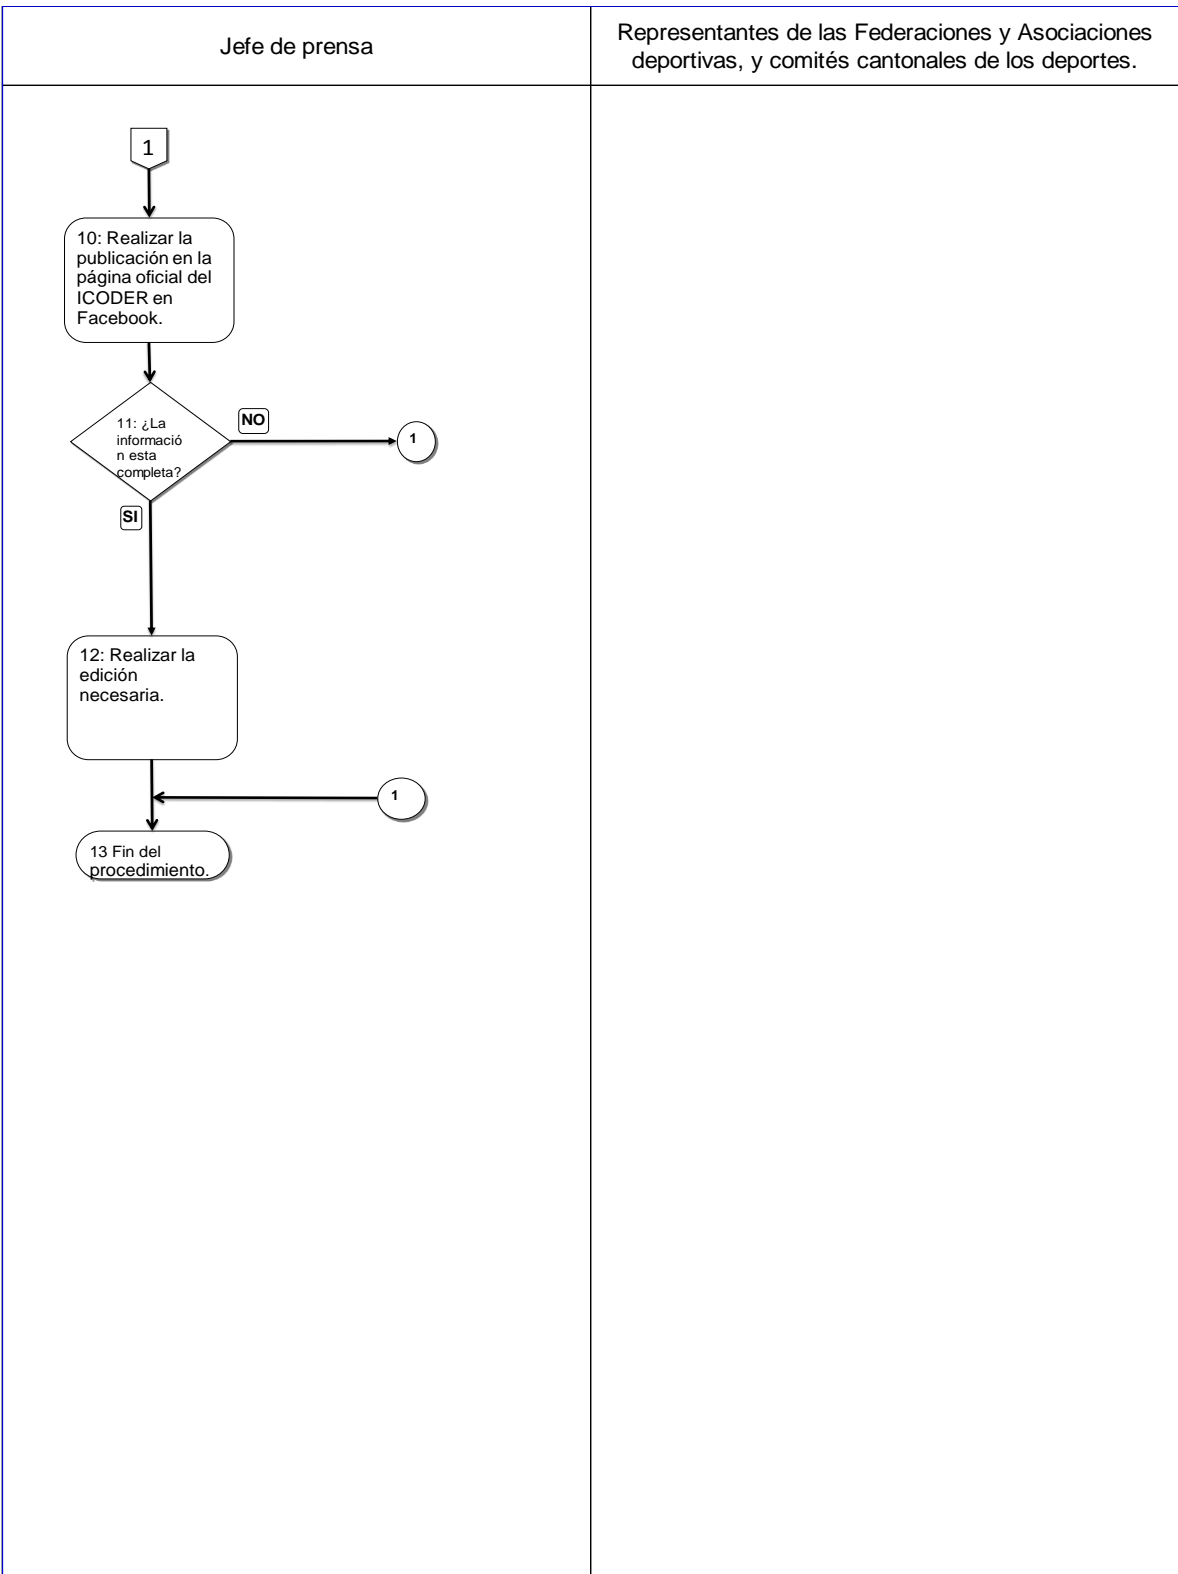 Jefe de prensa
Representantes de las Federaciones y Asociaciones
deportivas, y comités cantonales de los deportes.
1
10: Realizar la
publicación en la
página oficial del
ICODER en
Facebook.
11: ¿La
informació
n esta
completa?
NO
1
SI
12: Realizar la
edición
necesaria.
1
13 Fin del
procedimiento.